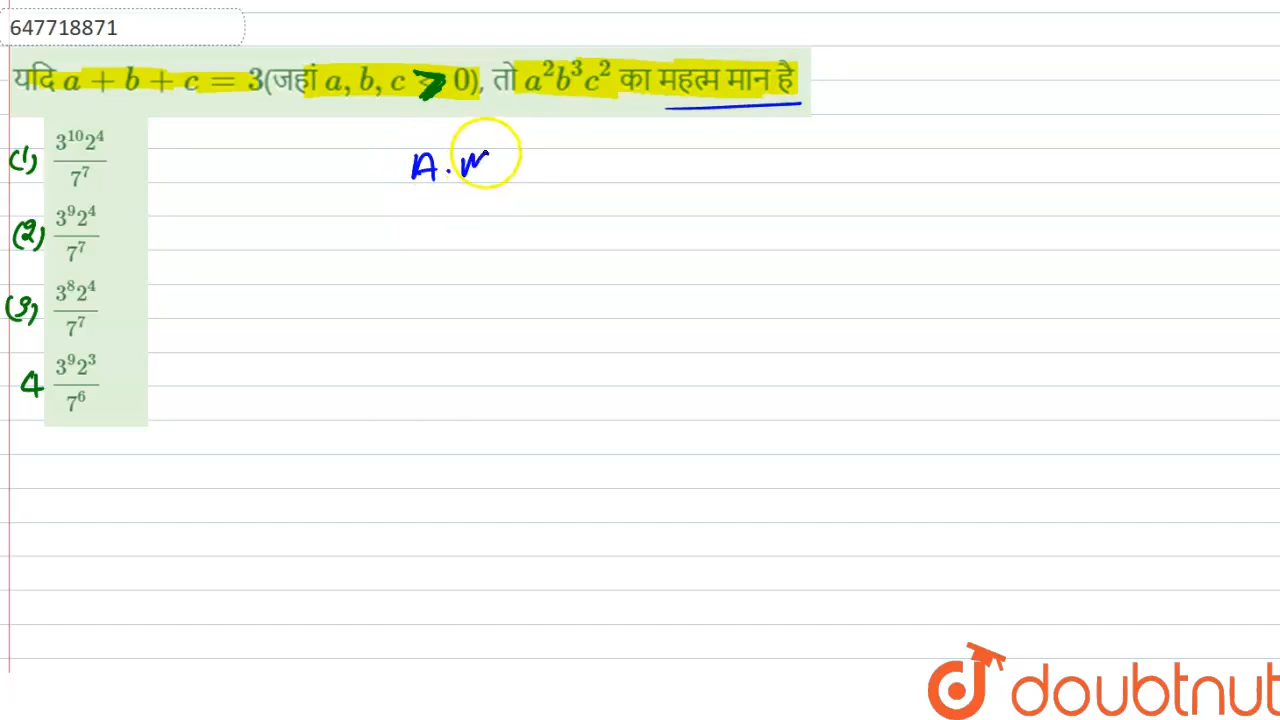 647718871
यदि a + b + c = 3(जहां a, b, c > 0), तो a²b³c² का महत्म मान है
(1) 3¹⁰2⁴/7⁷
A.M
(2) 3⁹2⁴/7⁷
(3) 3⁸2⁴/7⁷
4 3⁹2³/7⁶
doubtnut